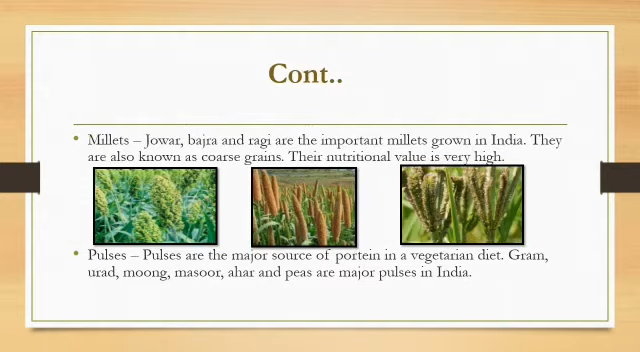 Cont..
• Millets – Jowar, bajra and ragi are the important millets grown in India. They
are also known as coarse grains. Their nutritional value is very high.
• Pulses – Pulses are the major source of portein in a vegetarian diet. Gram,
urad, moong, masoor, ahar and peas are major pulses in India.